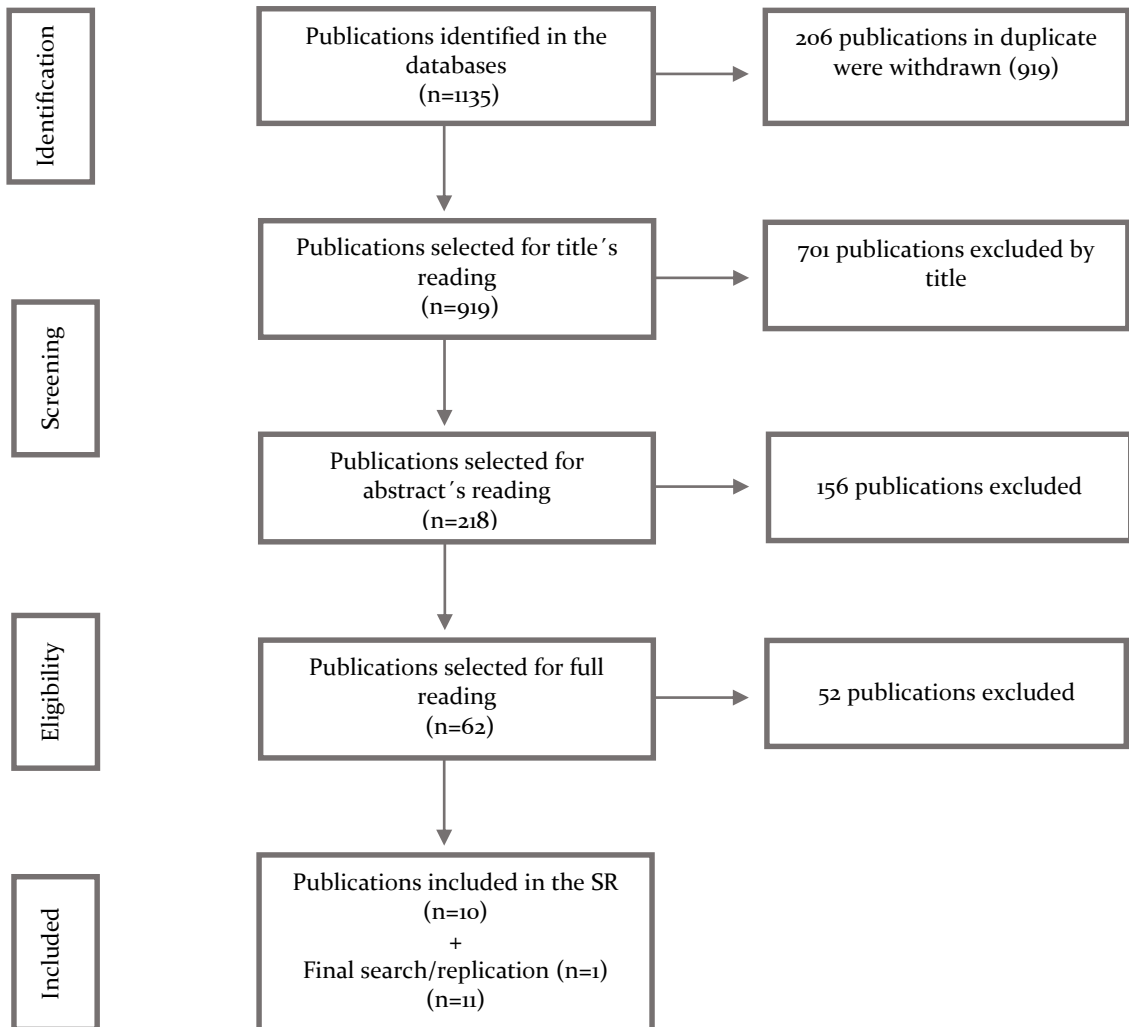 Identification
Publications identified in the
databases
(n=1135)
206 publications in duplicate
were withdrawn (919)
Screening
Publications selected for title´s
reading
(n=919)
701 publications excluded by
title
Publications selected for
abstract´s reading
(n=218)
156 publications excluded
Eligibility
Publications selected for full
reading
(n=62)
52 publications excluded
Included
Publications included in the SR
(n=10)
+
Final search/replication (n=1)
(n=11)